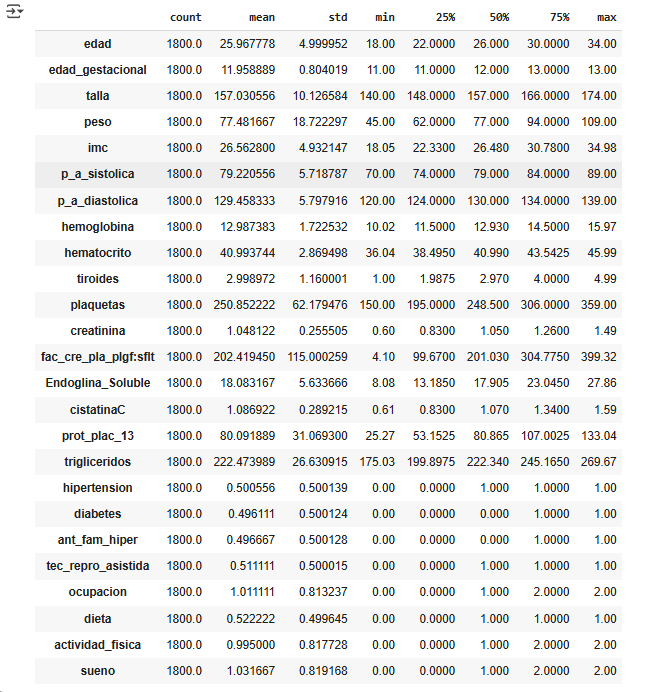 count mean std min 25% 50% 75% max
edad 1800.0 25.967778 4.999952 18.00 22.0000 26.000 30.0000 34.00
edad_gestacional 1800.0 11.958889 0.804019 11.00 11.0000 12.000 13.0000 13.00
talla 1800.0 157.030556 10.126584 140.00 148.0000 157.000 166.0000 174.00
peso 1800.0 77.481667 18.722297 45.00 62.0000 77.000 94.0000 109.00
imc 1800.0 26.562800 4.932147 18.05 22.3300 26.480 30.7800 34.98
p_a_sistolica 1800.0 79.220556 5.718787 70.00 74.0000 79.000 84.0000 89.00
p_a_diastolica 1800.0 129.458333 5.797916 120.00 124.0000 130.000 134.0000 139.00
hemoglobina 1800.0 12.987383 1.722532 10.02 11.5000 12.930 14.5000 15.97
hematocrito 1800.0 40.993744 2.869498 36.04 38.4950 40.990 43.5425 45.99
tiroides 1800.0 2.998972 1.160001 1.00 1.9875 2.970 4.0000 4.99
plaquetas 1800.0 250.852222 62.179476 150.00 195.0000 248.500 306.0000 359.00
creatinina 1800.0 1.048122 0.255505 0.60 0.8300 1.050 1.2600 1.49
fac_cre_pla_plgf:sflt 1800.0 202.419450 115.000259 4.10 99.6700 201.030 304.7750 399.32
Endoglina_Soluble 1800.0 18.083167 5.633666 8.08 13.1850 17.905 23.0450 27.86
cistatinaC 1800.0 1.086922 0.289215 0.61 0.8300 1.070 1.3400 1.59
prot_plac_13 1800.0 80.091889 31.069300 25.27 53.1525 80.865 107.0025 133.04
trigliceridos 1800.0 222.473989 26.630915 175.03 199.8975 222.340 245.1650 269.67
hipertension 1800.0 0.500556 0.500139 0.00 0.0000 1.000 1.0000 1.00
diabetes 1800.0 0.496111 0.500124 0.00 0.0000 0.000 1.0000 1.00
ant_fam_hiper 1800.0 0.496667 0.500128 0.00 0.0000 0.000 1.0000 1.00
tec_repro_asistida 1800.0 0.511111 0.500015 0.00 0.0000 1.000 1.0000 1.00
ocupacion 1800.0 1.011111 0.813237 0.00 0.0000 1.000 2.0000 2.00
dieta 1800.0 0.522222 0.499645 0.00 0.0000 1.000 1.0000 1.00
actividad_fisica 1800.0 0.995000 0.817728 0.00 0.0000 1.000 2.0000 2.00
sueno 1800.0 1.031667 0.819168 0.00 0.0000 1.000 2.0000 2.00